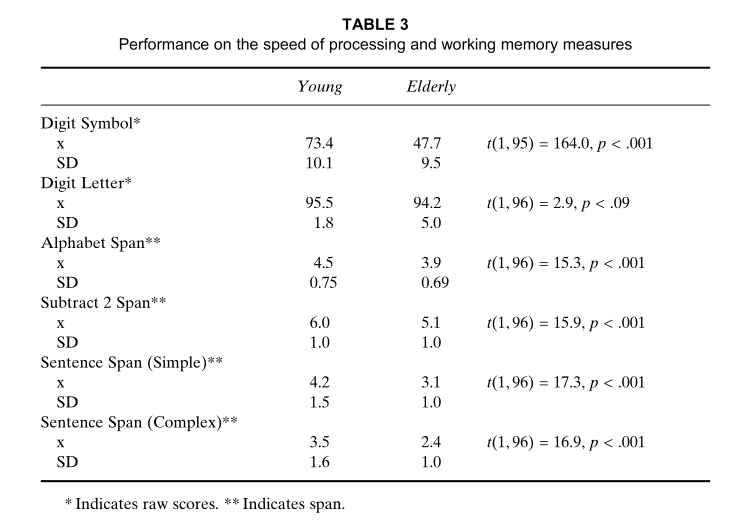 TABLE 3
Performance on the speed of processing and working memory measures
Young Elderly
Digit Symbol*
x 73.4 47.7 t(1, 95) = 164.0, p < .001
SD 10.1 9.5
Digit Letter*
x 95.5 94.2 t(1, 96) = 2.9, p < .09
SD 1.8 5.0
Alphabet Span**
x 4.5 3.9 t(1, 96) = 15.3, p < .001
SD 0.75 0.69
Subtract 2 Span**
x 6.0 5.1 t(1, 96) = 15.9, p < .001
SD 1.0 1.0
Sentence Span (Simple)**
x 4.2 3.1 t(1, 96) = 17.3, p < .001
SD 1.5 1.0
Sentence Span (Complex)**
x 3.5 2.4 t(1, 96) = 16.9, p < .001
SD 1.6 1.0
* Indicates raw scores. ** Indicates span.